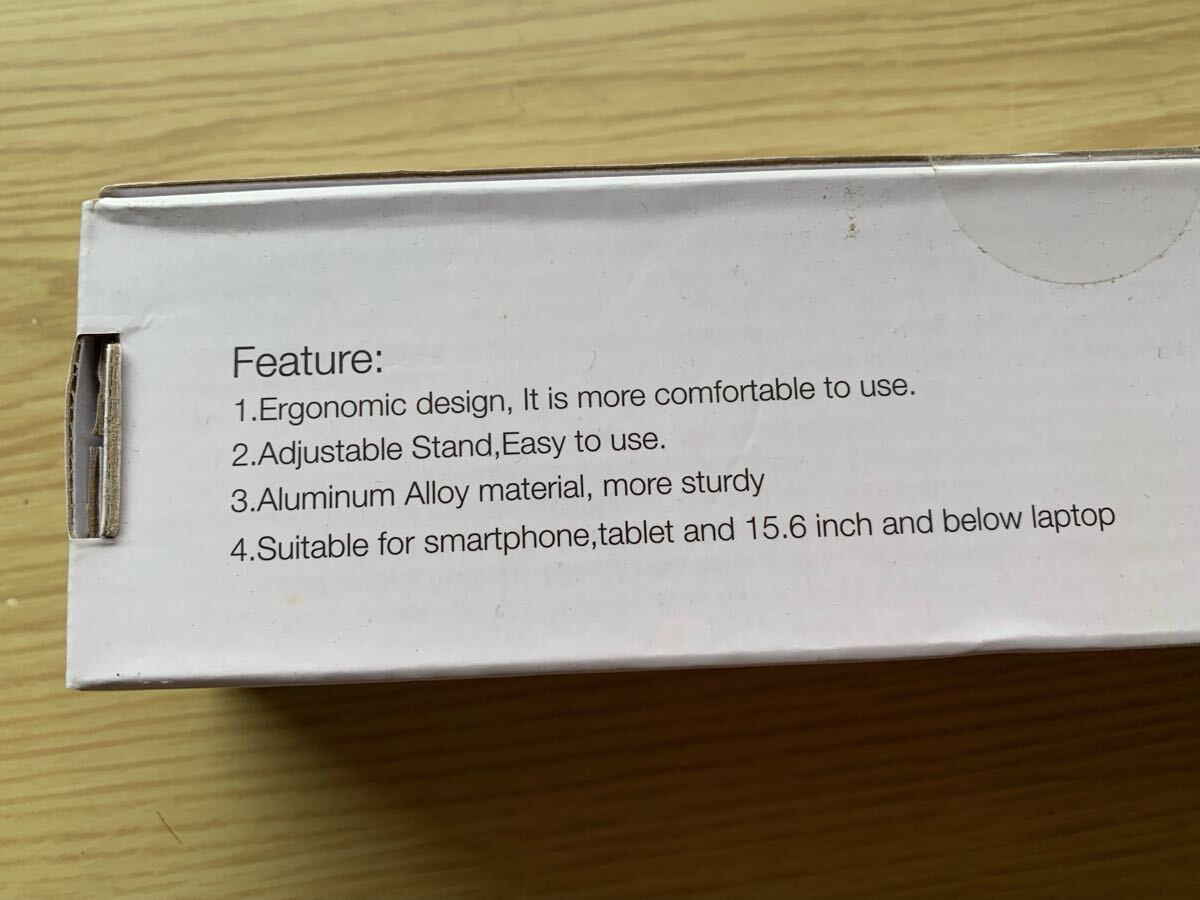 Feature:
1.Ergonomic design, It is more comfortable to use.
2.Adjustable Stand,Easy to use.
3.Aluminum Alloy material, more sturdy
4.Suitable for smartphone,tablet and 15.6 inch and below laptop